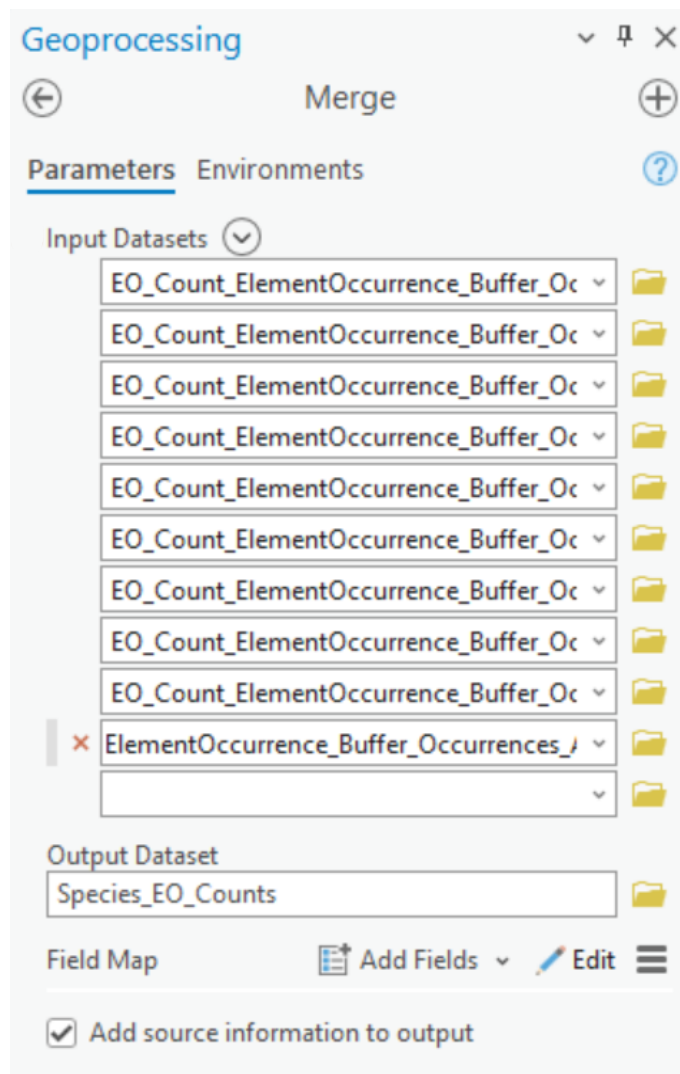 Geoprocessing
Merge
Parameters Environments
Input Datasets
EO_Count_ElementOccurrence_Buffer_Oc
EO_Count_ElementOccurrence_Buffer_Oc
EO_Count_ElementOccurrence_Buffer_Oc
EO_Count_ElementOccurrence_Buffer_Oc
EO_Count_ElementOccurrence_Buffer_Oc
EO_Count_ElementOccurrence_Buffer_Oc
EO_Count_ElementOccurrence_Buffer_Oc
EO_Count_ElementOccurrence_Buffer_Oc
EO_Count_ElementOccurrence_Buffer_Oc
ElementOccurrence_Buffer_Occurrences_A
Output Dataset
Species_EO_Counts
Field Map Add Fields Edit
Add source information to output